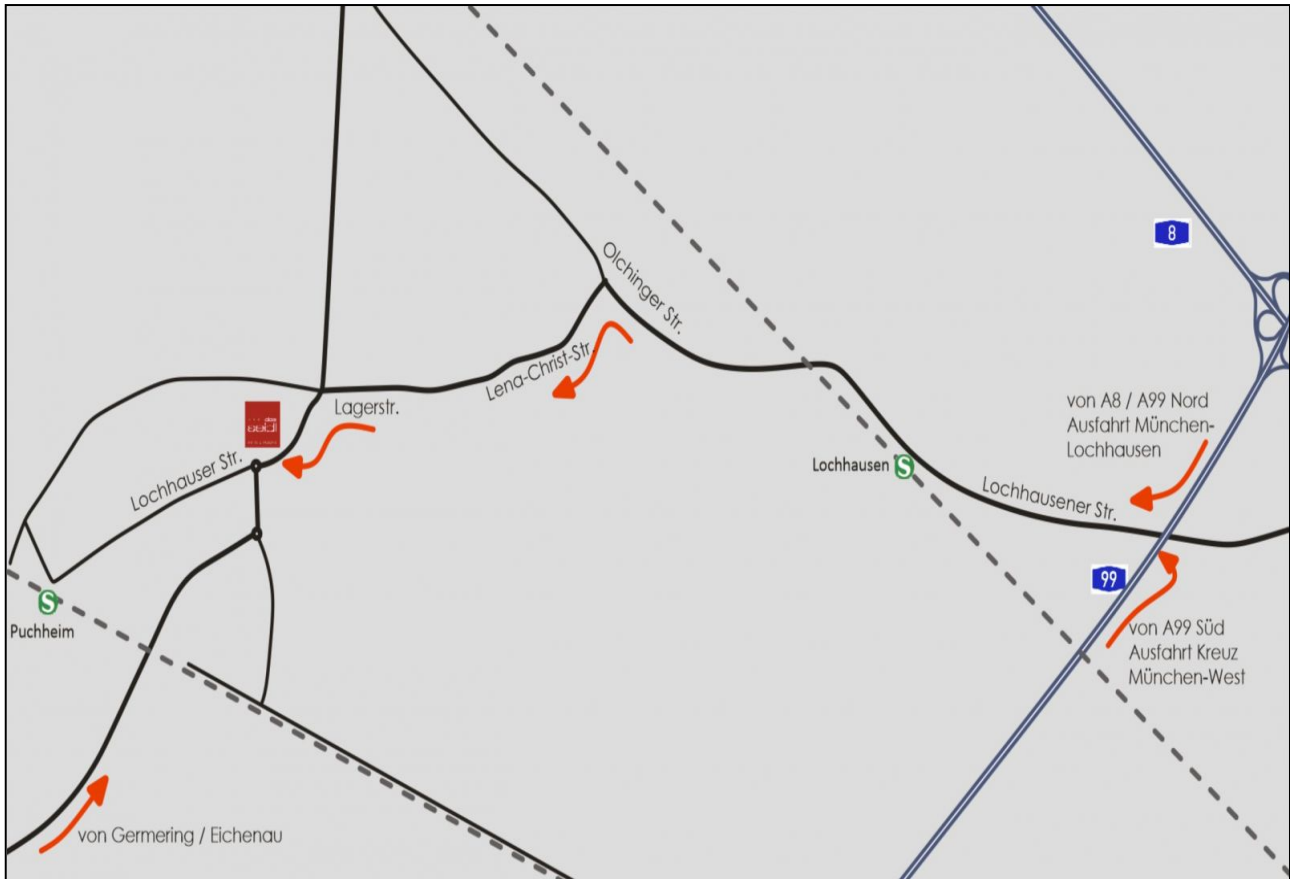 8
Olchinger Str.
Lena-Christ-Str.
Lagerstr.
von A8 / A99 Nord
Ausfahrt München-
Lochhausen
Lochhauser Str.
Lochhausen
S
Lochhausener Str.
99
S
Puchheim
von A99 Süd
Ausfahrt Kreuz
München-West
von Germering / Eichenau